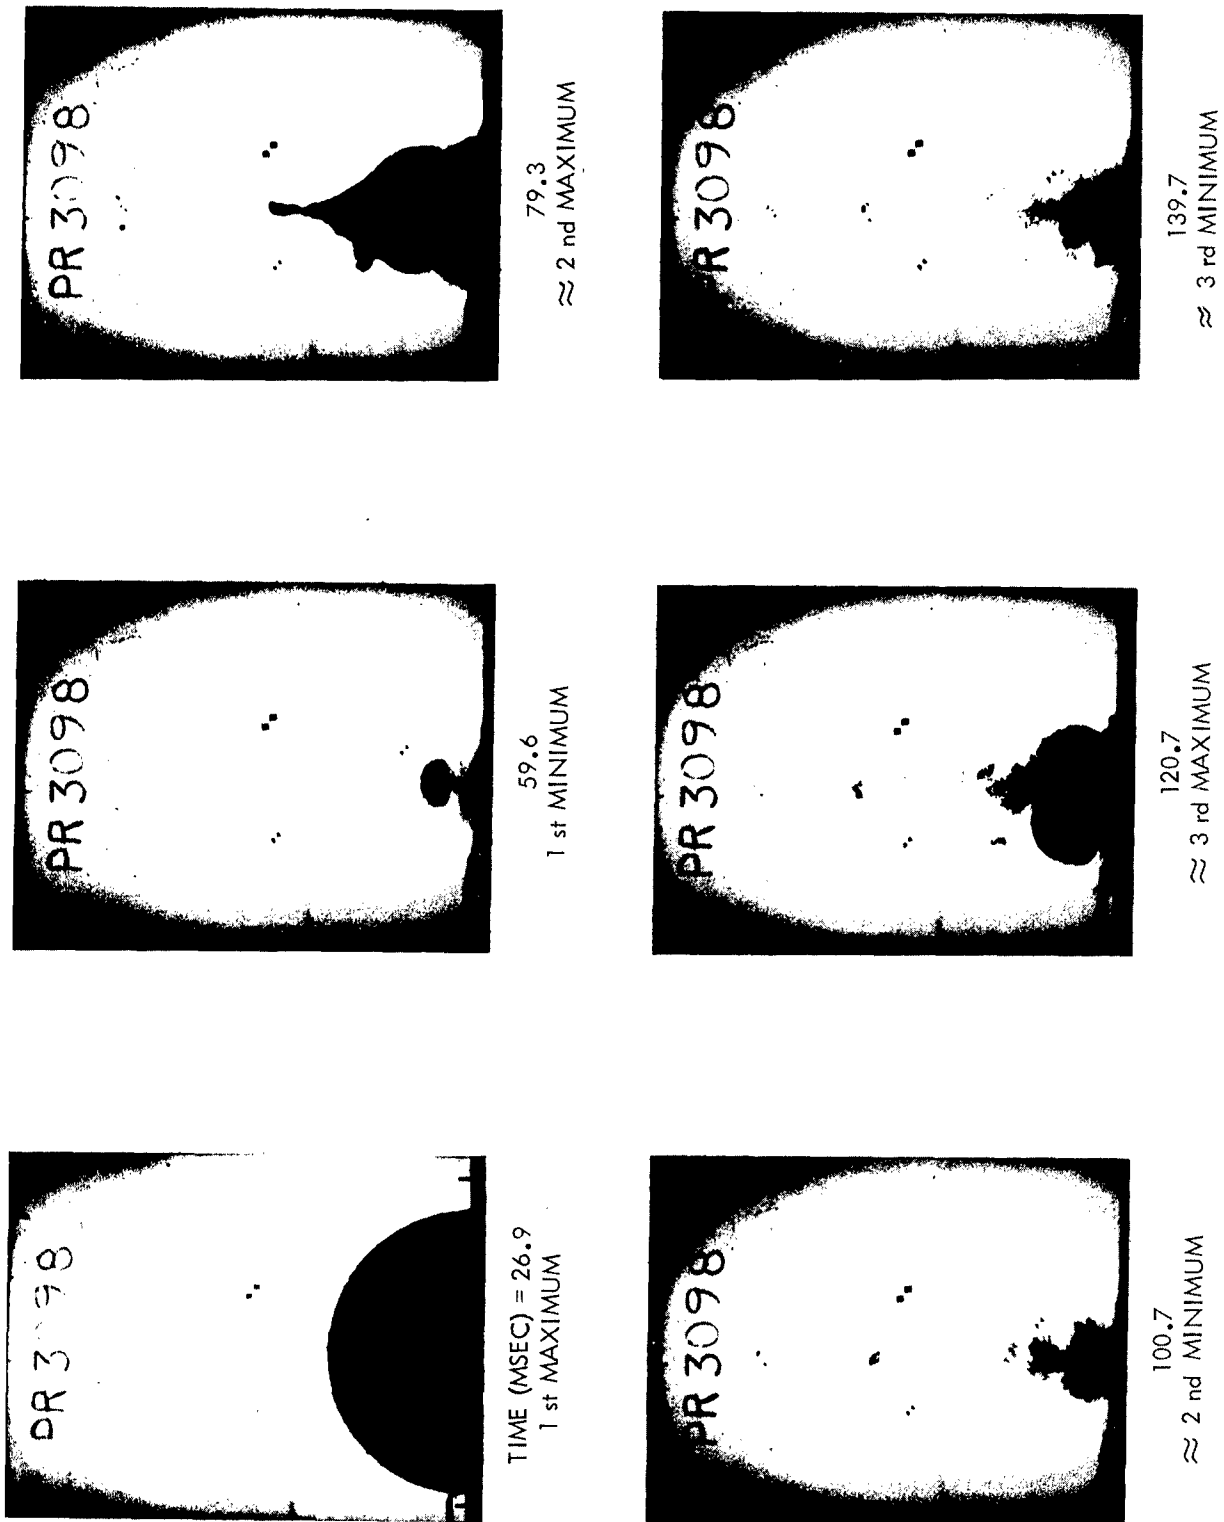 PR 3098
TIME (MSEC) = 26.9
1 st MAXIMUM
PR 3098
59.6
1 st MINIMUM
PR 3098
79.3
≈ 2 nd MAXIMUM
PR 3098
100.7
≈ 2 nd MINIMUM
PR 3098
120.7
≈ 3 rd MAXIMUM
PR 3098
139.7
≈ 3 rd MINIMUM